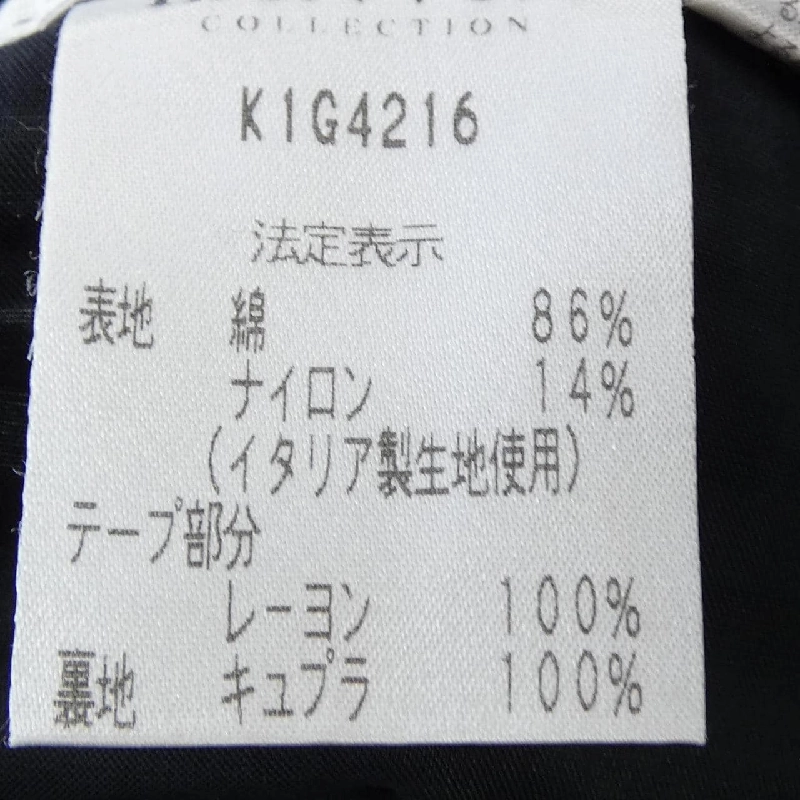 COLLECTION
K1G4216
法定表示
表地 綿 86%
ナイロン 14%
(イタリア製生地使用)
テープ部分
レーヨン 100%
裏地 キュプラ 100%